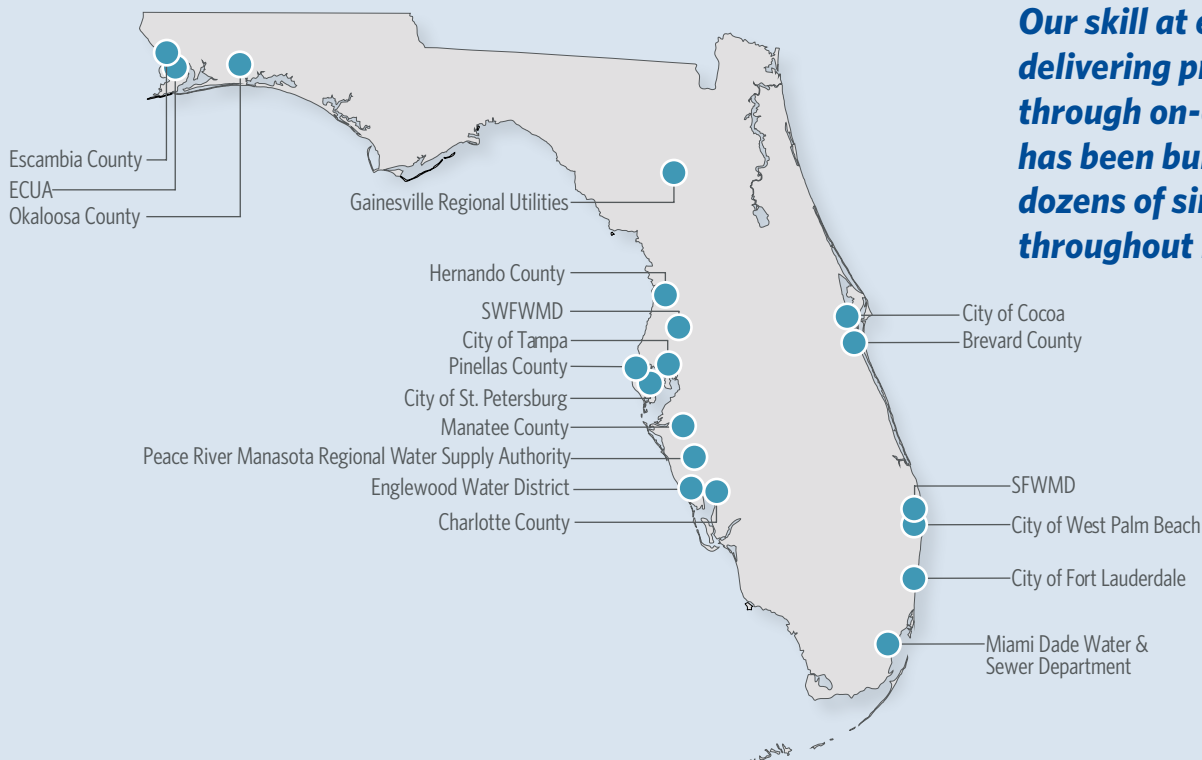 Our skill at
delivering
through on-
has been
dozens of
throughout
Escambia County
ECUA
Okaloosa County
Gainesville Regional Utilities
Hernando County
SWFWMD
City of Tampa
Pinellas County
City of St. Petersburg
Manatee County
Peace River Manasota Regional Water Supply Authority
Englewood Water District
Charlotte County
City of Cocoa
Brevard County
SFWMD
City of West Palm Beach
City of Fort Lauderdale
Miami Dade Water &
Sewer Department